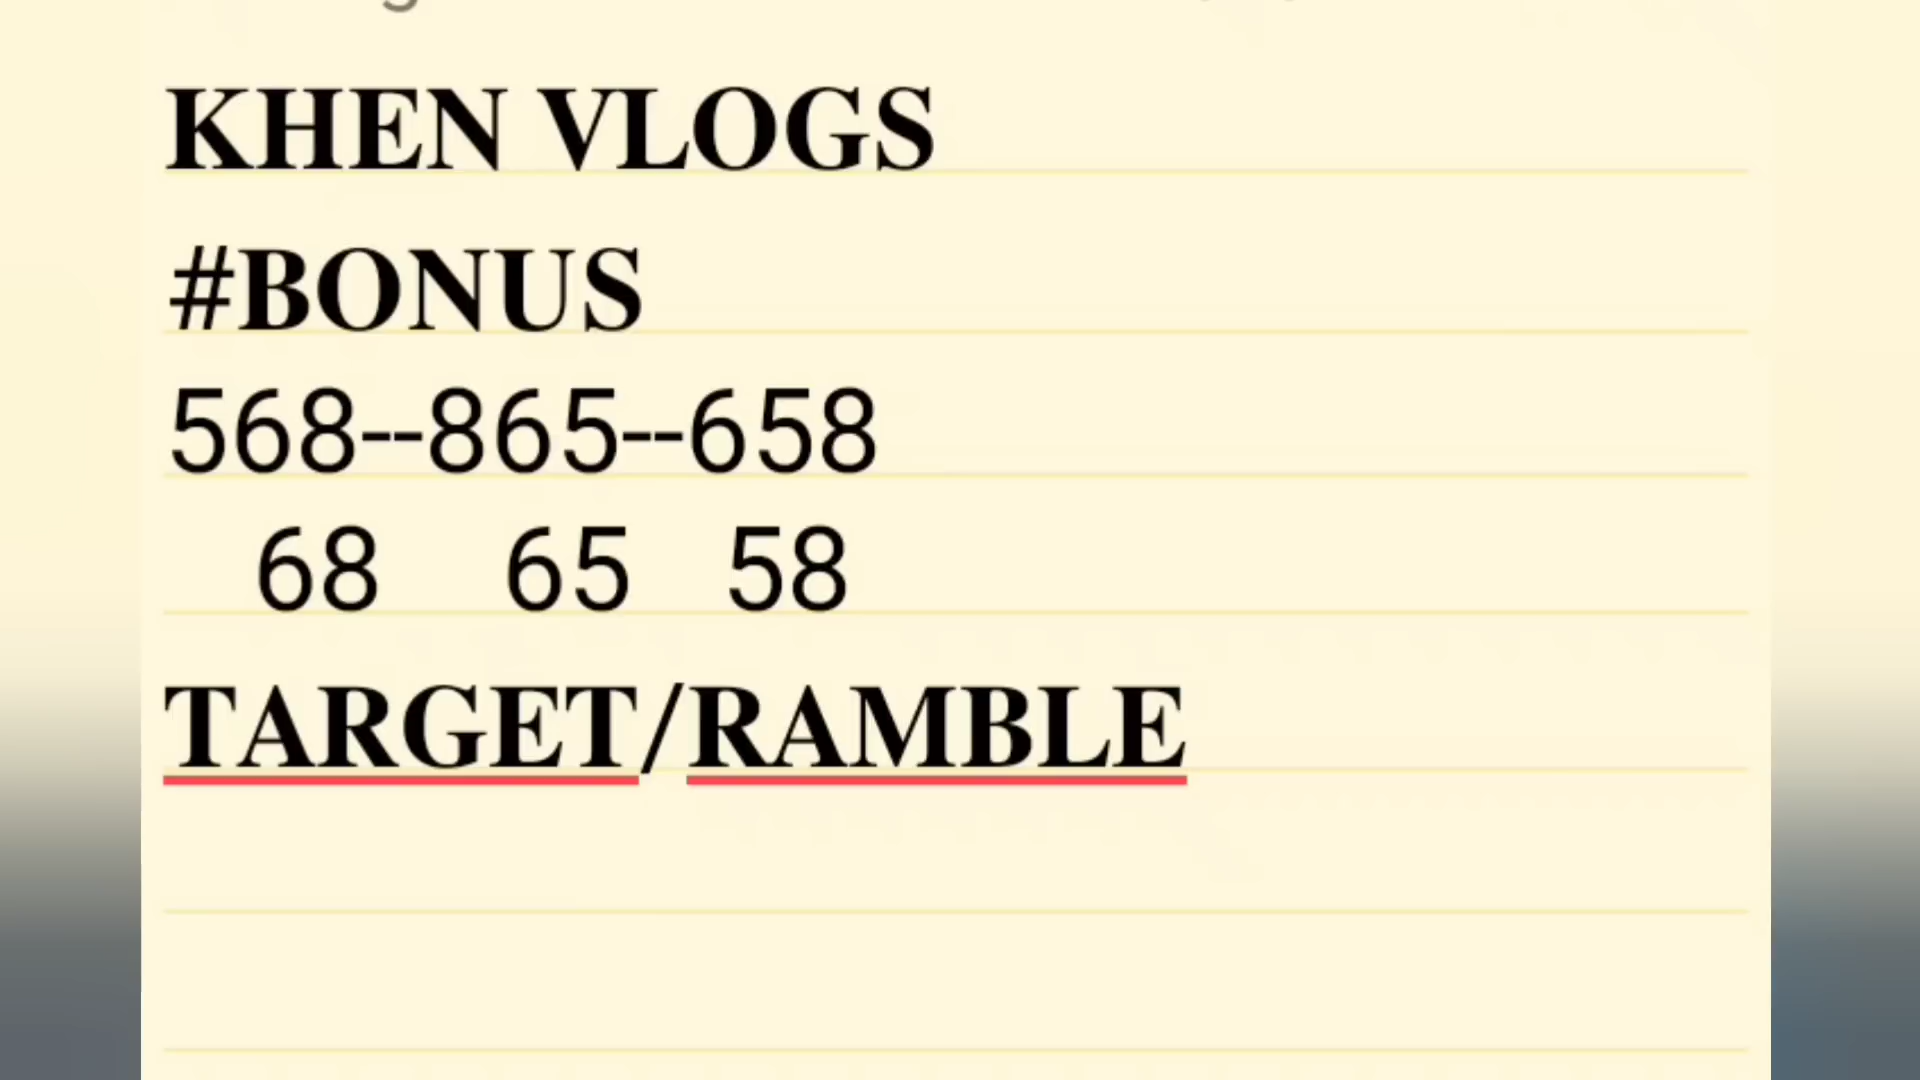 KHEN VLOGS
#BONUS
568--865--658
68 65 58
TARGET/RAMBLE